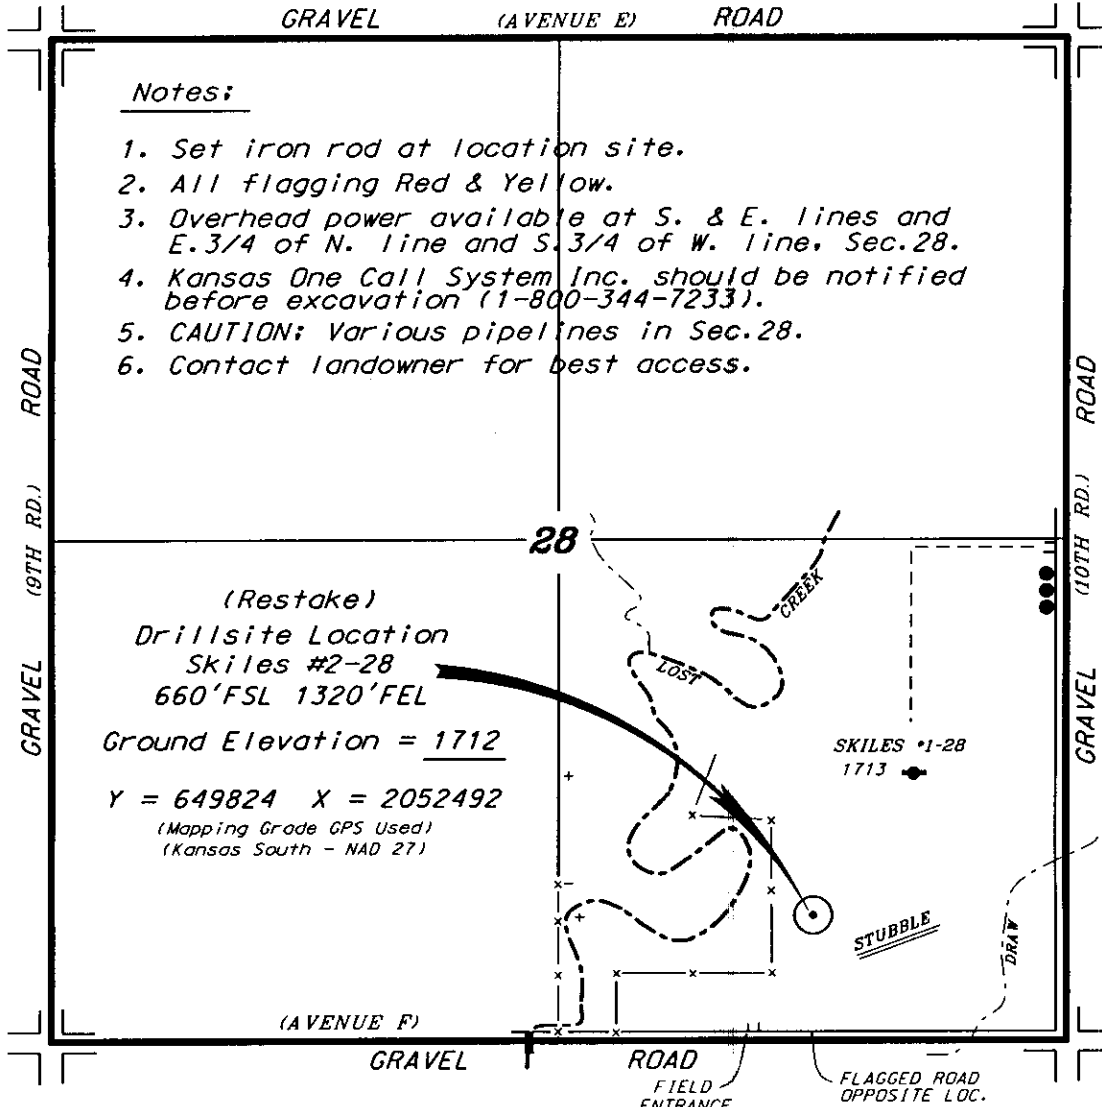 GRAVEL (AVENUE E) ROAD
Notes:
1. Set iron rod at location site.
2. All flagging Red & Yellow.
3. Overhead power available at S. & E. lines and
E.3/4 of N. line and S.3/4 of W. line, Sec.28.
4. Kansas One Call System Inc. should be notified
before excavation (1-800-344-7233).
5. CAUTION: Various pipelines in Sec.28.
6. Contact landowner for best access.
GRAVEL (9TH RD.) ROAD
GRAVEL (10TH RD.) ROAD
28
(Restake)
Drillsite Location
Skiles #2-28
660'FSL 1320'FEL
Ground Elevation = 1712
Y = 649824 X = 2052492
(Mapping Grade GPS Used)
(Kansas South - NAD 27)
LOST CREEK
SKILES #1-28
1713
STUBBLE
DRAW
(AVENUE F)
GRAVEL ROAD
FIELD
ENTRANCE
FLAGGED ROAD
OPPOSITE LOC.